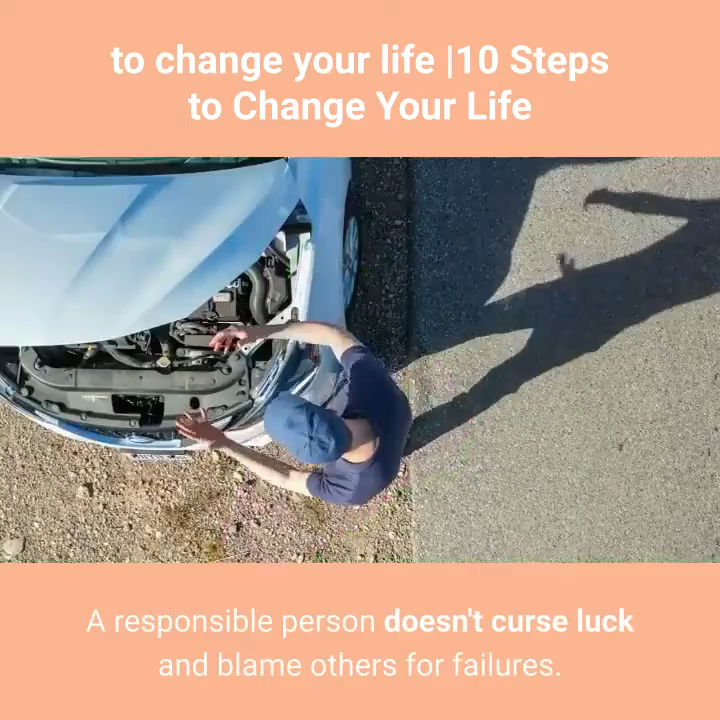 to change your life |10 Steps
to Change Your Life
A responsible person doesn't curse luck
and blame others for failures.